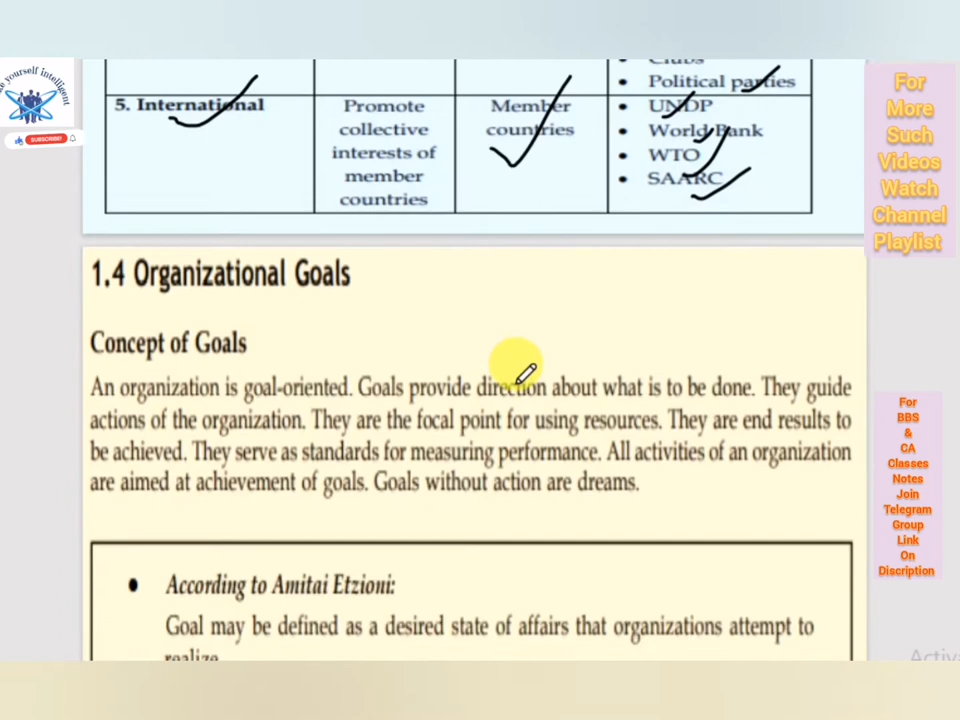 Clubs
• Political parties
5. International
Promote
collective
interests of
member
countries
Member
countries
• UNDP
• World Bank
• WTO
• SAARC
1.4 Organizational Goals
Concept of Goals
An organization is goal-oriented. Goals provide direction about what is to be done. They guide
actions of the organization. They are the focal point for using resources. They are end results to
be achieved. They serve as standards for measuring performance. All activities of an organization
are aimed at achievement of goals. Goals without action are dreams.
• According to Amitai Etzioni:
Goal may be defined as a desired state of affairs that organizations attempt to
realize
yourself intelligent
SUBSCRIBE
For
More
Such
Videos
Watch
Channel
Playlist
For
BBS
&
CA
Classes
Notes
Join
Telegram
Group
Link
On
Discription
Activa